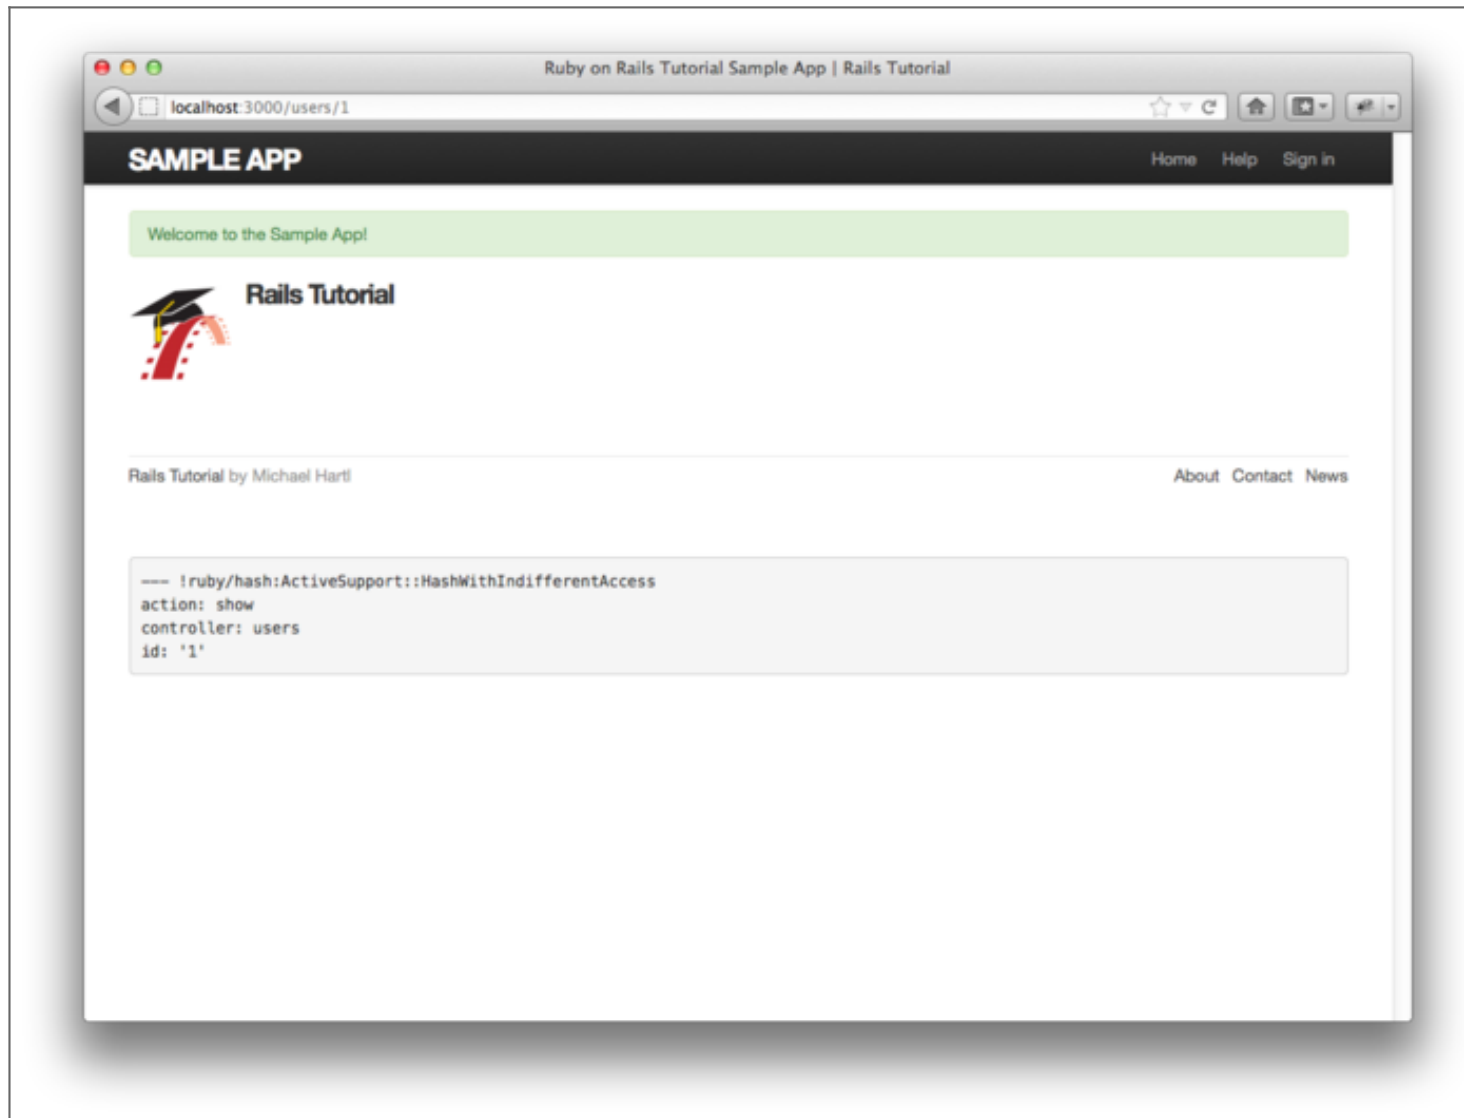 Ruby on Rails Tutorial Sample App | Rails Tutorial
localhost:3000/users/1
SAMPLE APP
Home Help Sign in
Welcome to the Sample App!
Rails Tutorial
Rails Tutorial by Michael Hartl
About Contact News
--- !ruby/hash:ActiveSupport::HashWithIndifferentAccess
action: show
controller: users
id: '1'